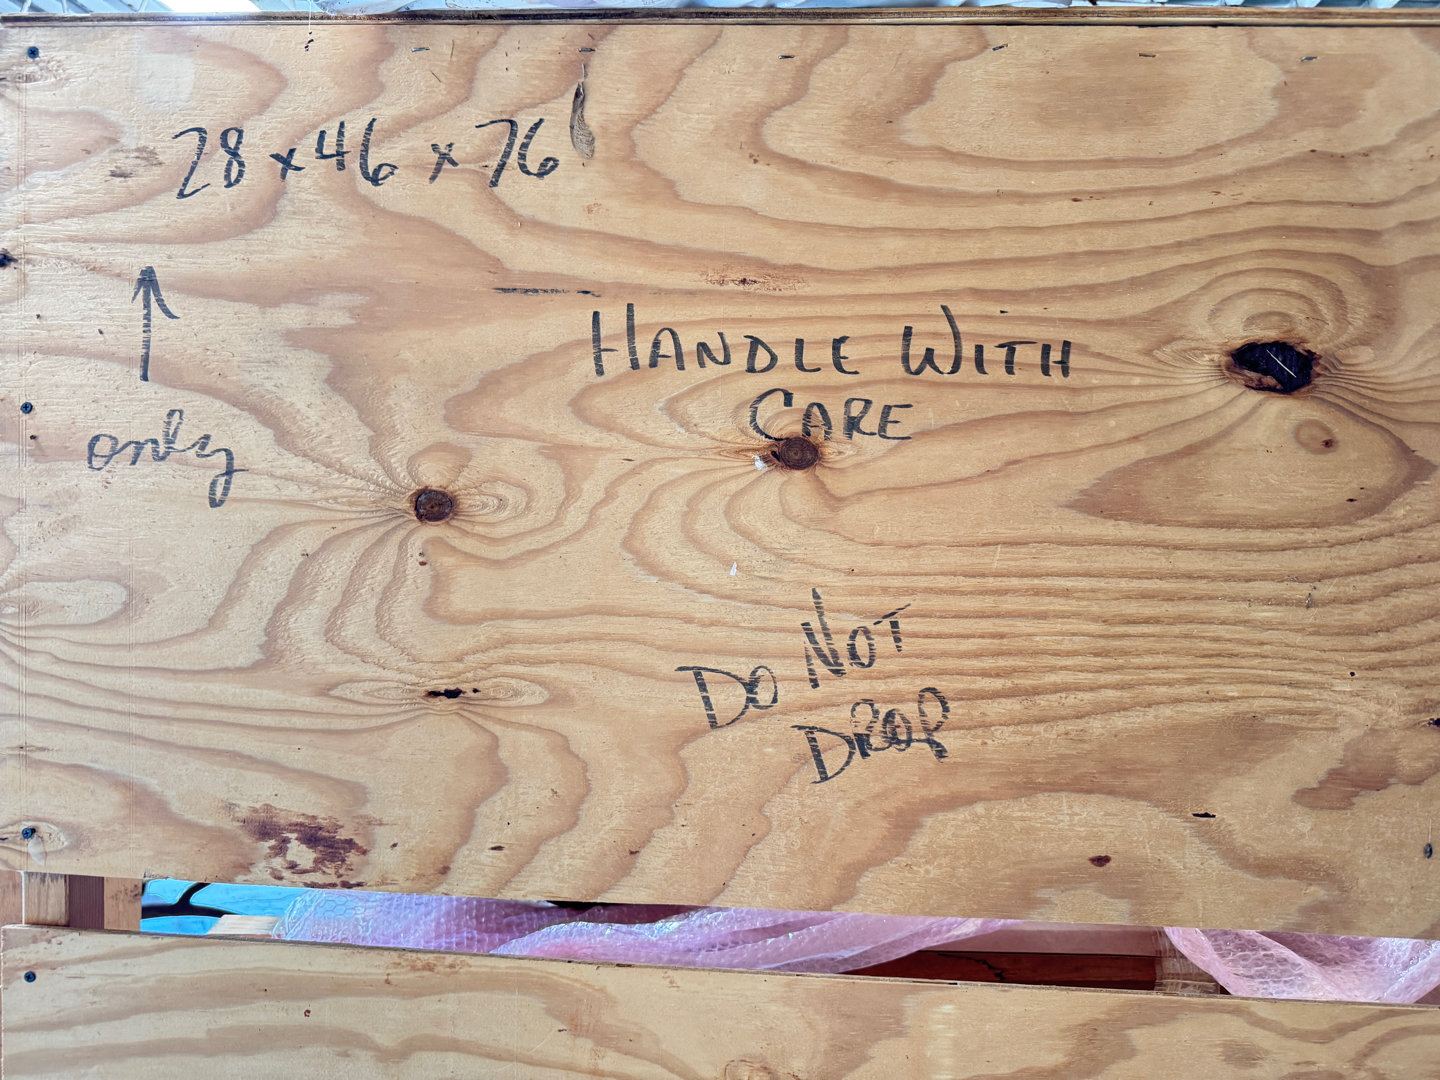 28 x 46 x 76
↑
only
HANDLE WITH
CARE
DO NOT
DROP